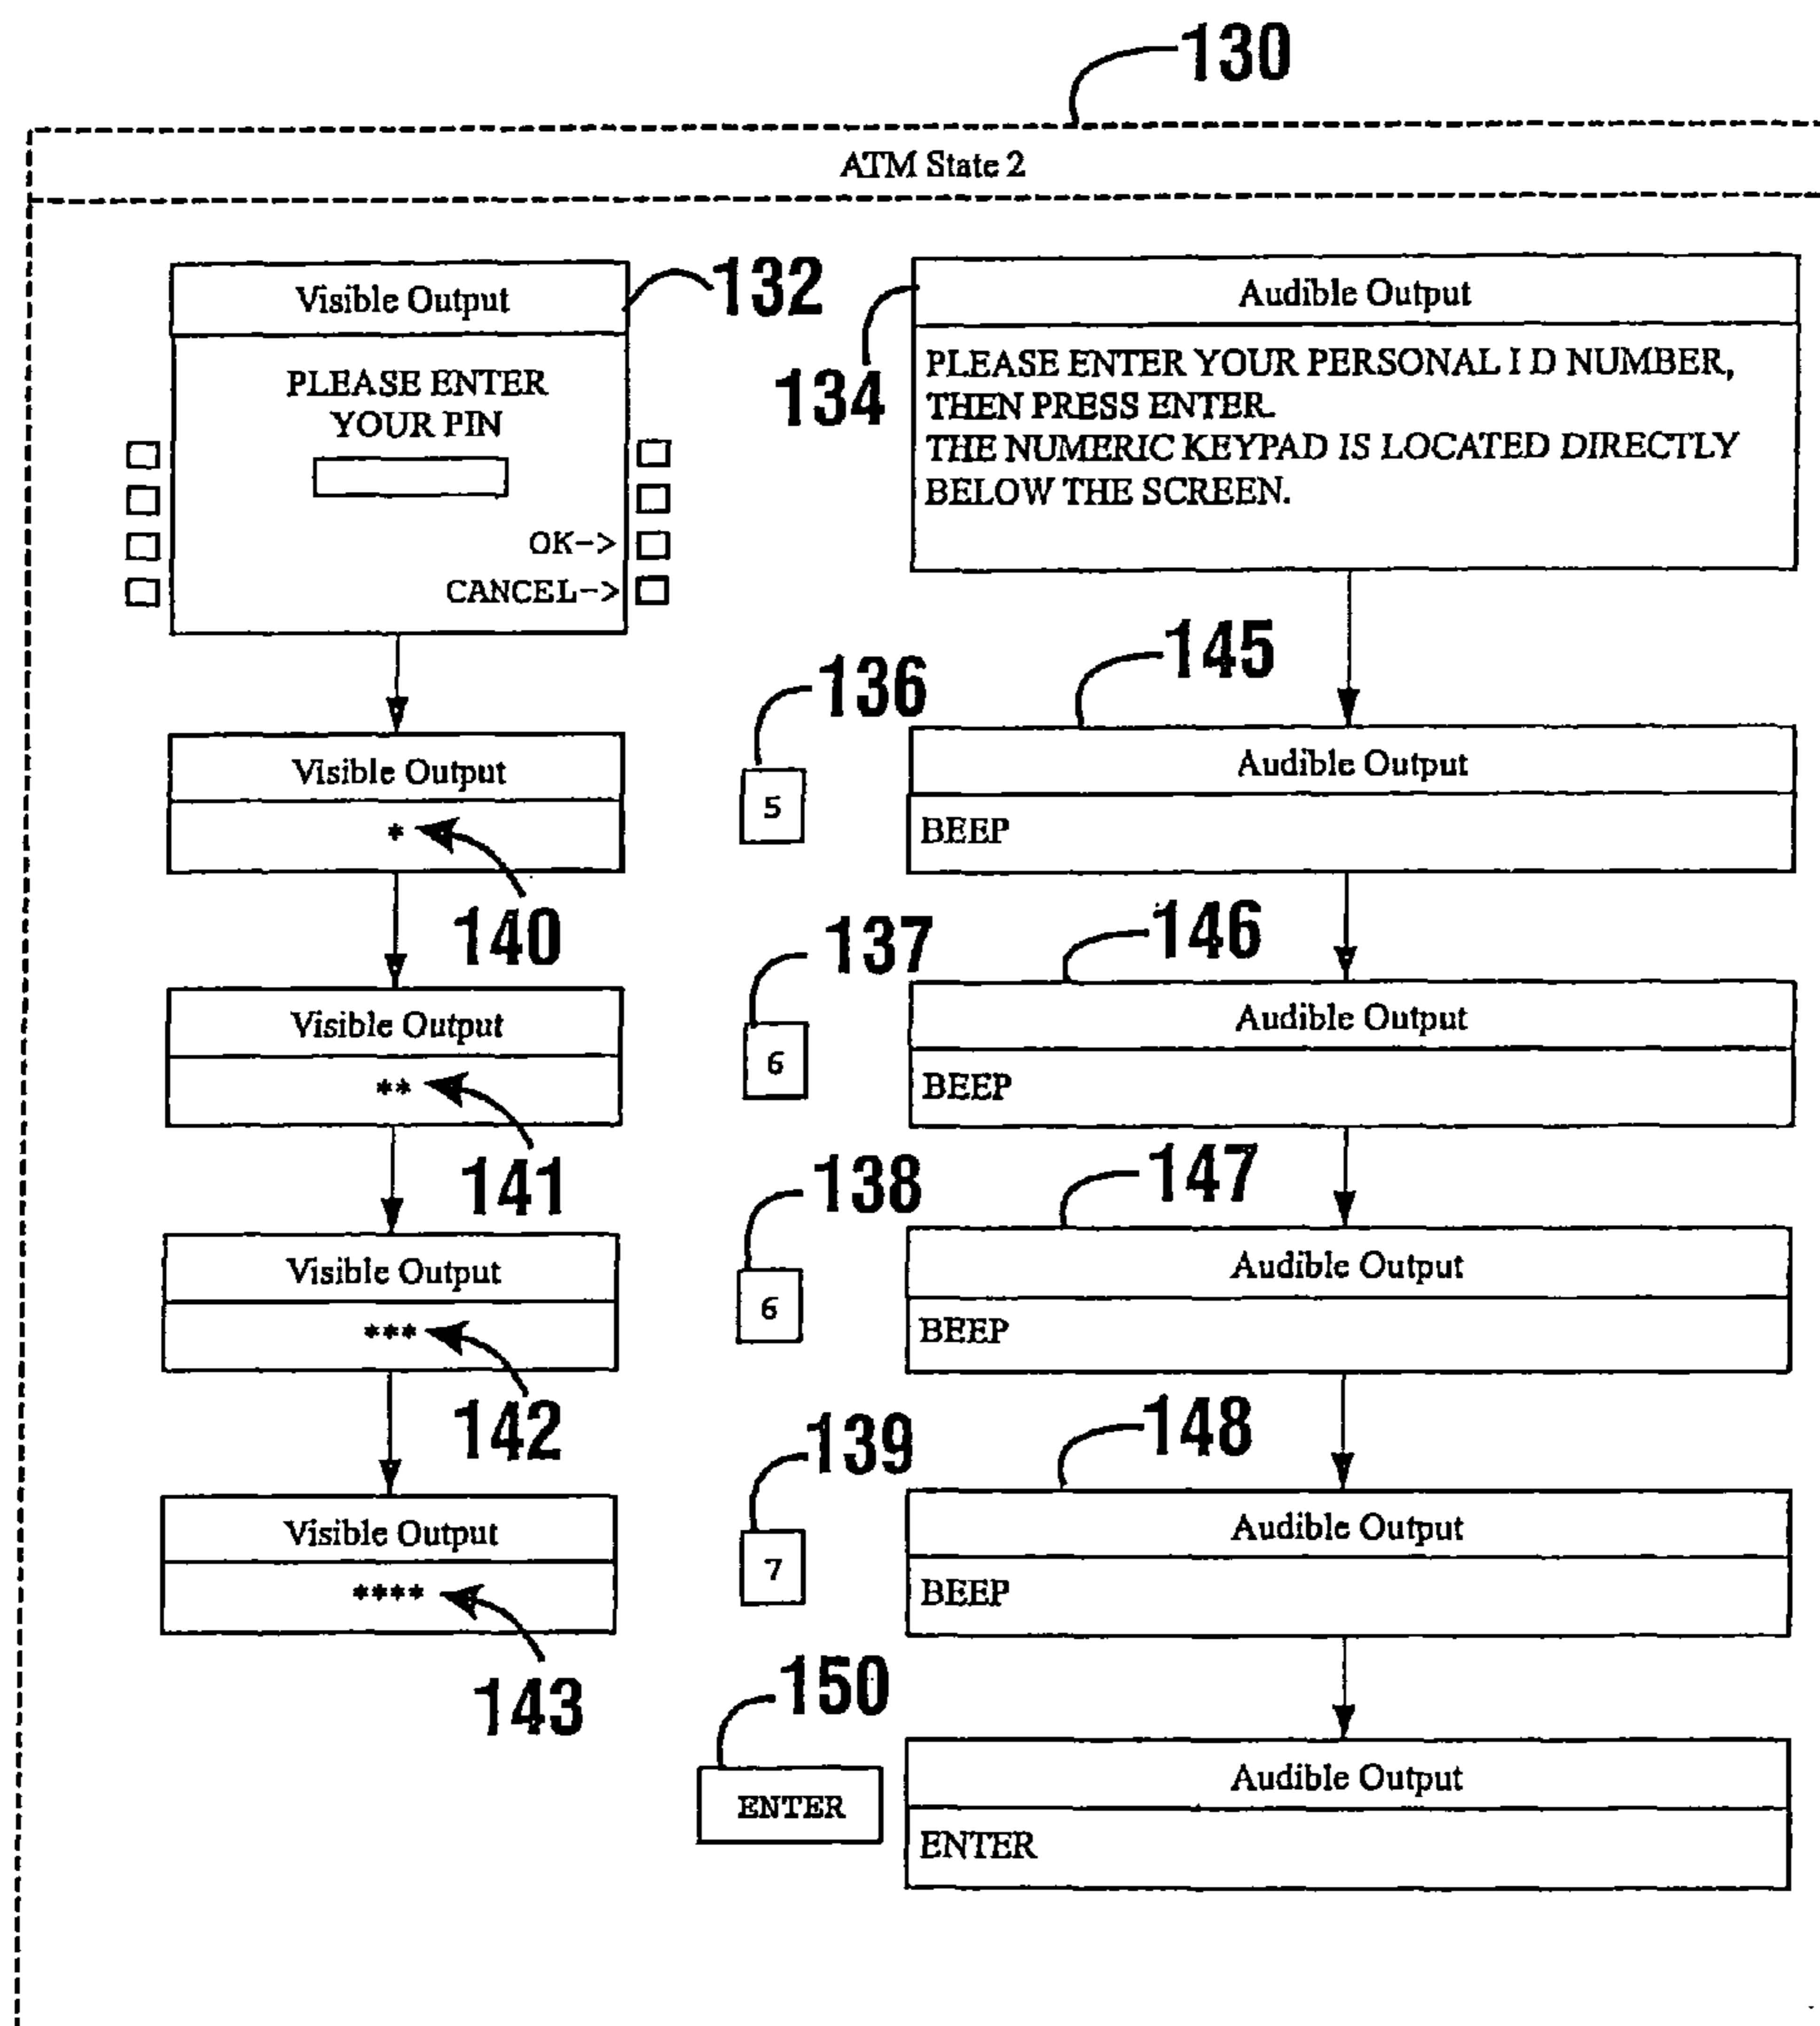 130
ATM State 2
Visible Output
132
PLEASE ENTER
YOUR PIN
OK->
CANCEL->
134
Audible Output
PLEASE ENTER YOUR PERSONAL I D NUMBER,
THEN PRESS ENTER.
THE NUMERIC KEYPAD IS LOCATED DIRECTLY
BELOW THE SCREEN.
Visible Output
*
140
136
5
145
Audible Output
BEEP
Visible Output
**
141
137
6
146
Audible Output
BEEP
Visible Output
***
142
138
6
147
Audible Output
BEEP
Visible Output
****
143
139
7
148
Audible Output
BEEP
150
ENTER
Audible Output
ENTER